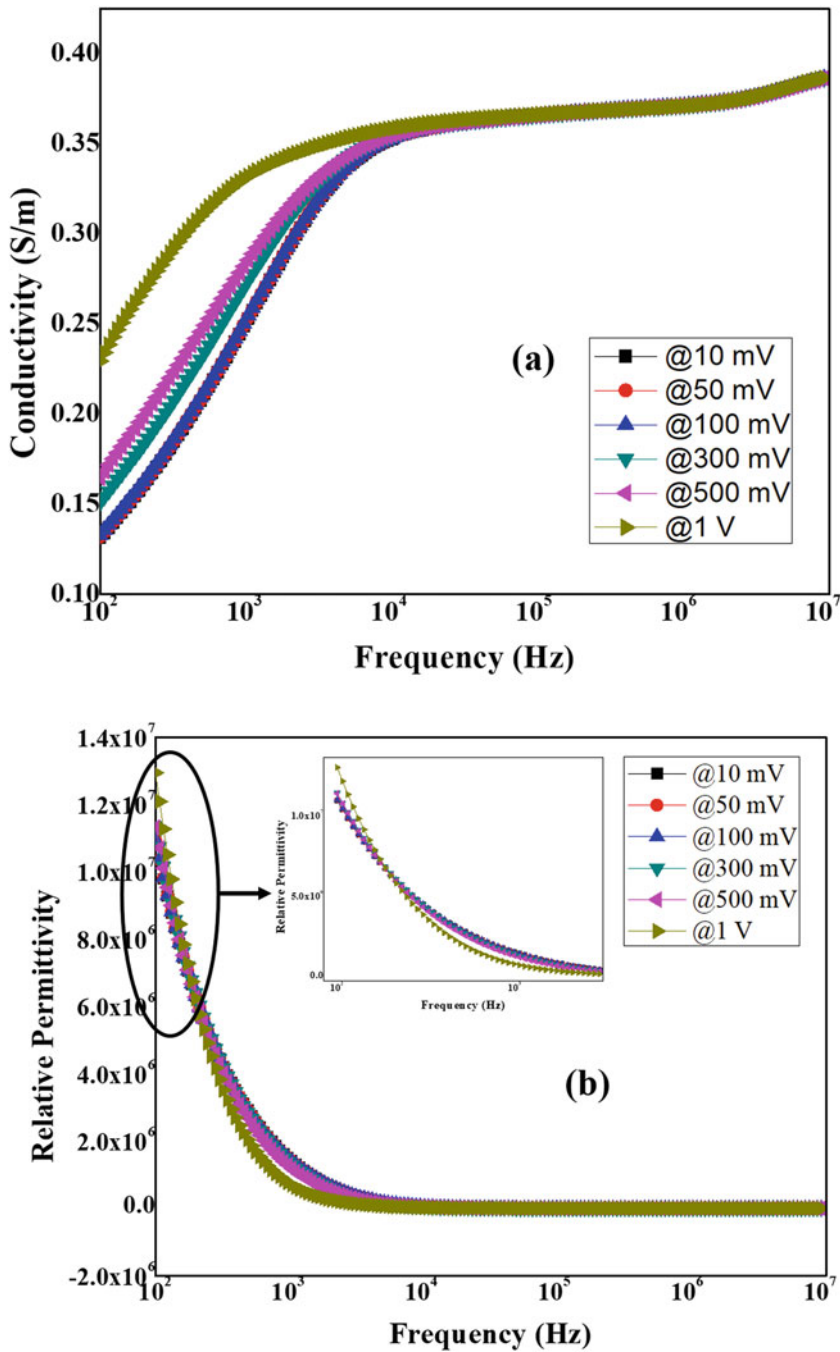 0.40
0.35
0.30
0.25
0.20
0.15
0.10
Conductivity (S/m)
(a)
@10 mV
@50 mV
@100 mV
@300 mV
@500 mV
@1 V
10² 10³ 10⁴ 10⁵ 10⁶ 10⁷
Frequency (Hz)
1.4x10⁷
1.2x10⁷
1.0x10⁷
8.0x10⁶
6.0x10⁶
4.0x10⁶
2.0x10⁶
0.0
-2.0x10⁶
Relative Permittivity
Relative Permittivity
0.0
Frequency (Hz)
@10 mV
@50 mV
@100 mV
@300 mV
@500 mV
@1 V
(b)
10² 10³ 10⁴ 10⁵ 10⁶ 10⁷
Frequency (Hz)